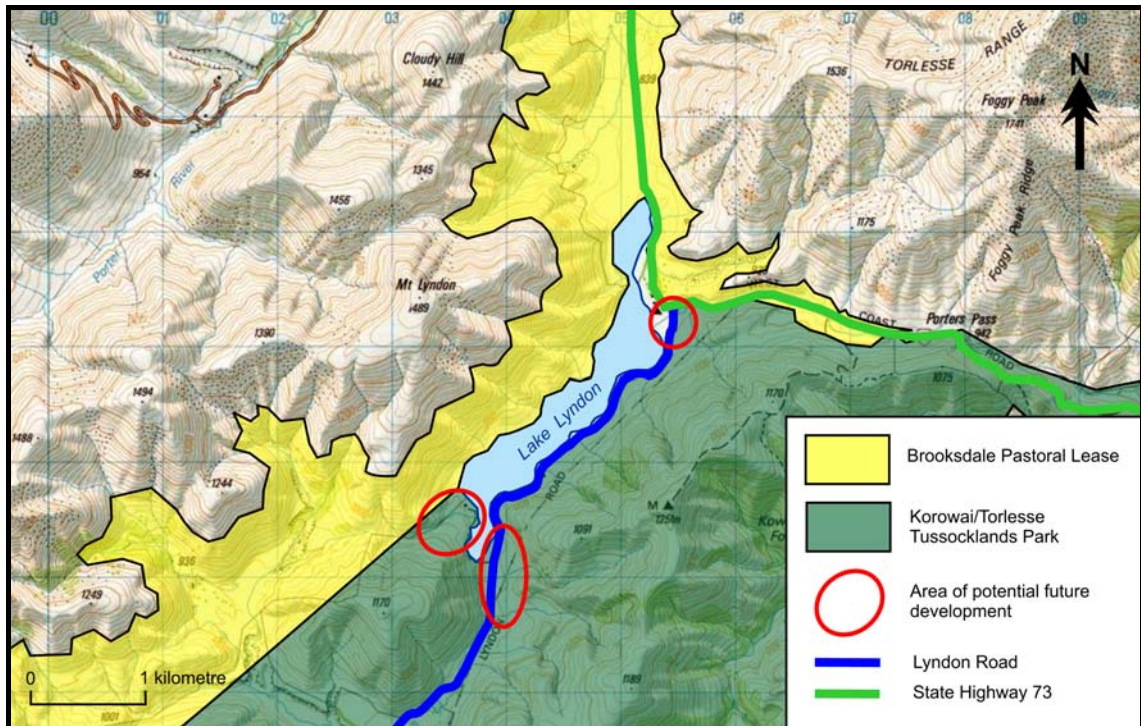 00
01
02
03
04
05
06
07
08
09
Cloudy Hill
1442
839
TORLESSE
RANGE
1536
Foggy Peak
1741
Foggy
N
954
River
Porter
1456
1345
1175
Foggy Peak Ridge
Mt Lyndon
1489
1390
COAST
ROAD
Porters Pass
942
1075
1170
1494
1488
1244
Lake Lyndon
ROAD
M
1091
936
1249
1170
LYNDON
1189
1001
0
1 kilometre
Brooksdale Pastoral Lease
Korowai/Torlesse
Tussocklands Park
Area of potential future
development
Lyndon Road
State Highway 73